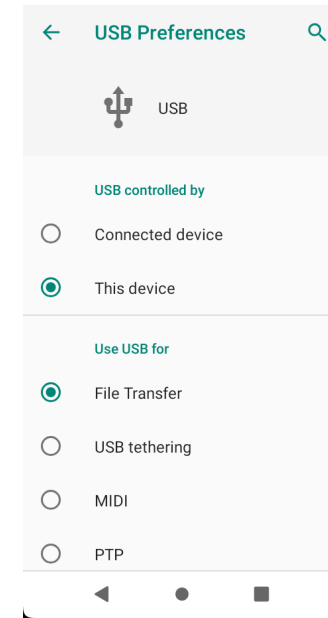 USB Preferences
USB
USB controlled by
Connected device
This device
Use USB for
File Transfer
USB tethering
MIDI
PTP